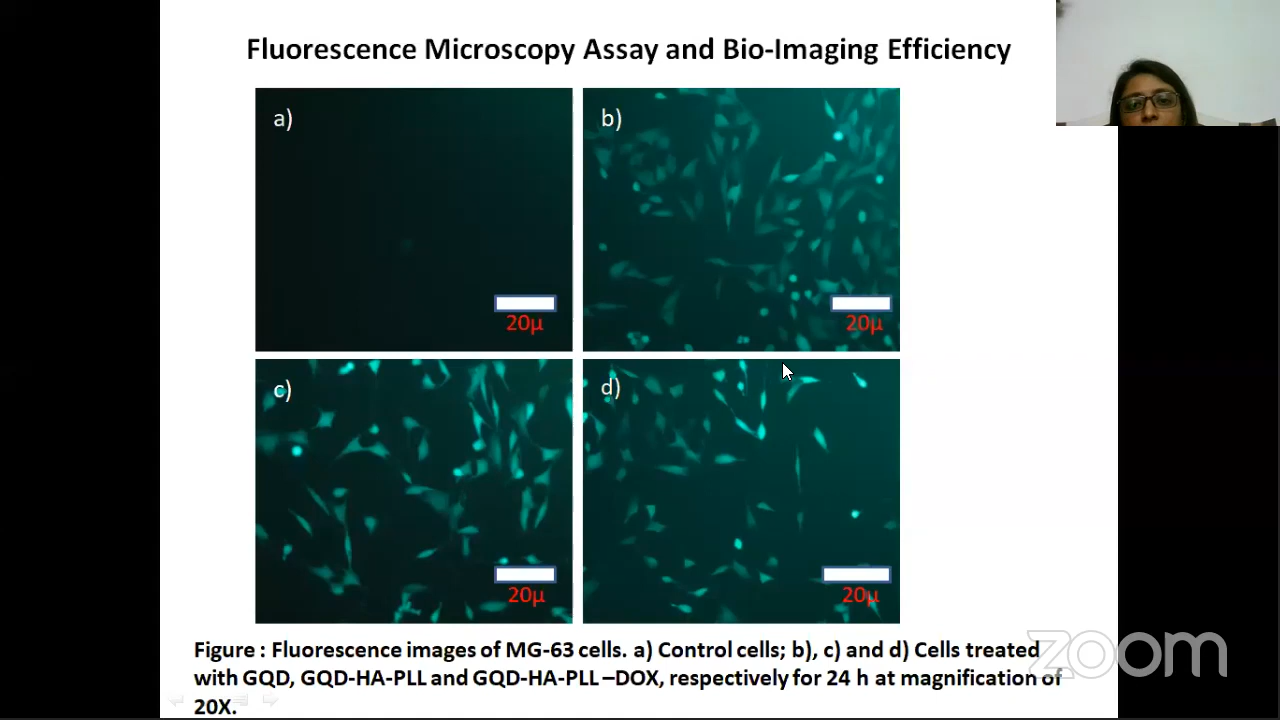 Fluorescence Microscopy Assay and Bio-Imaging Efficiency
a)
b)
20µ
20µ
c)
d)
20µ
20µ
Figure : Fluorescence images of MG-63 cells. a) Control cells; b), c) and d) Cells treated
with GQD, GQD-HA-PLL and GQD-HA-PLL –DOX, respectively for 24 h at magnification of
20X.
zoom